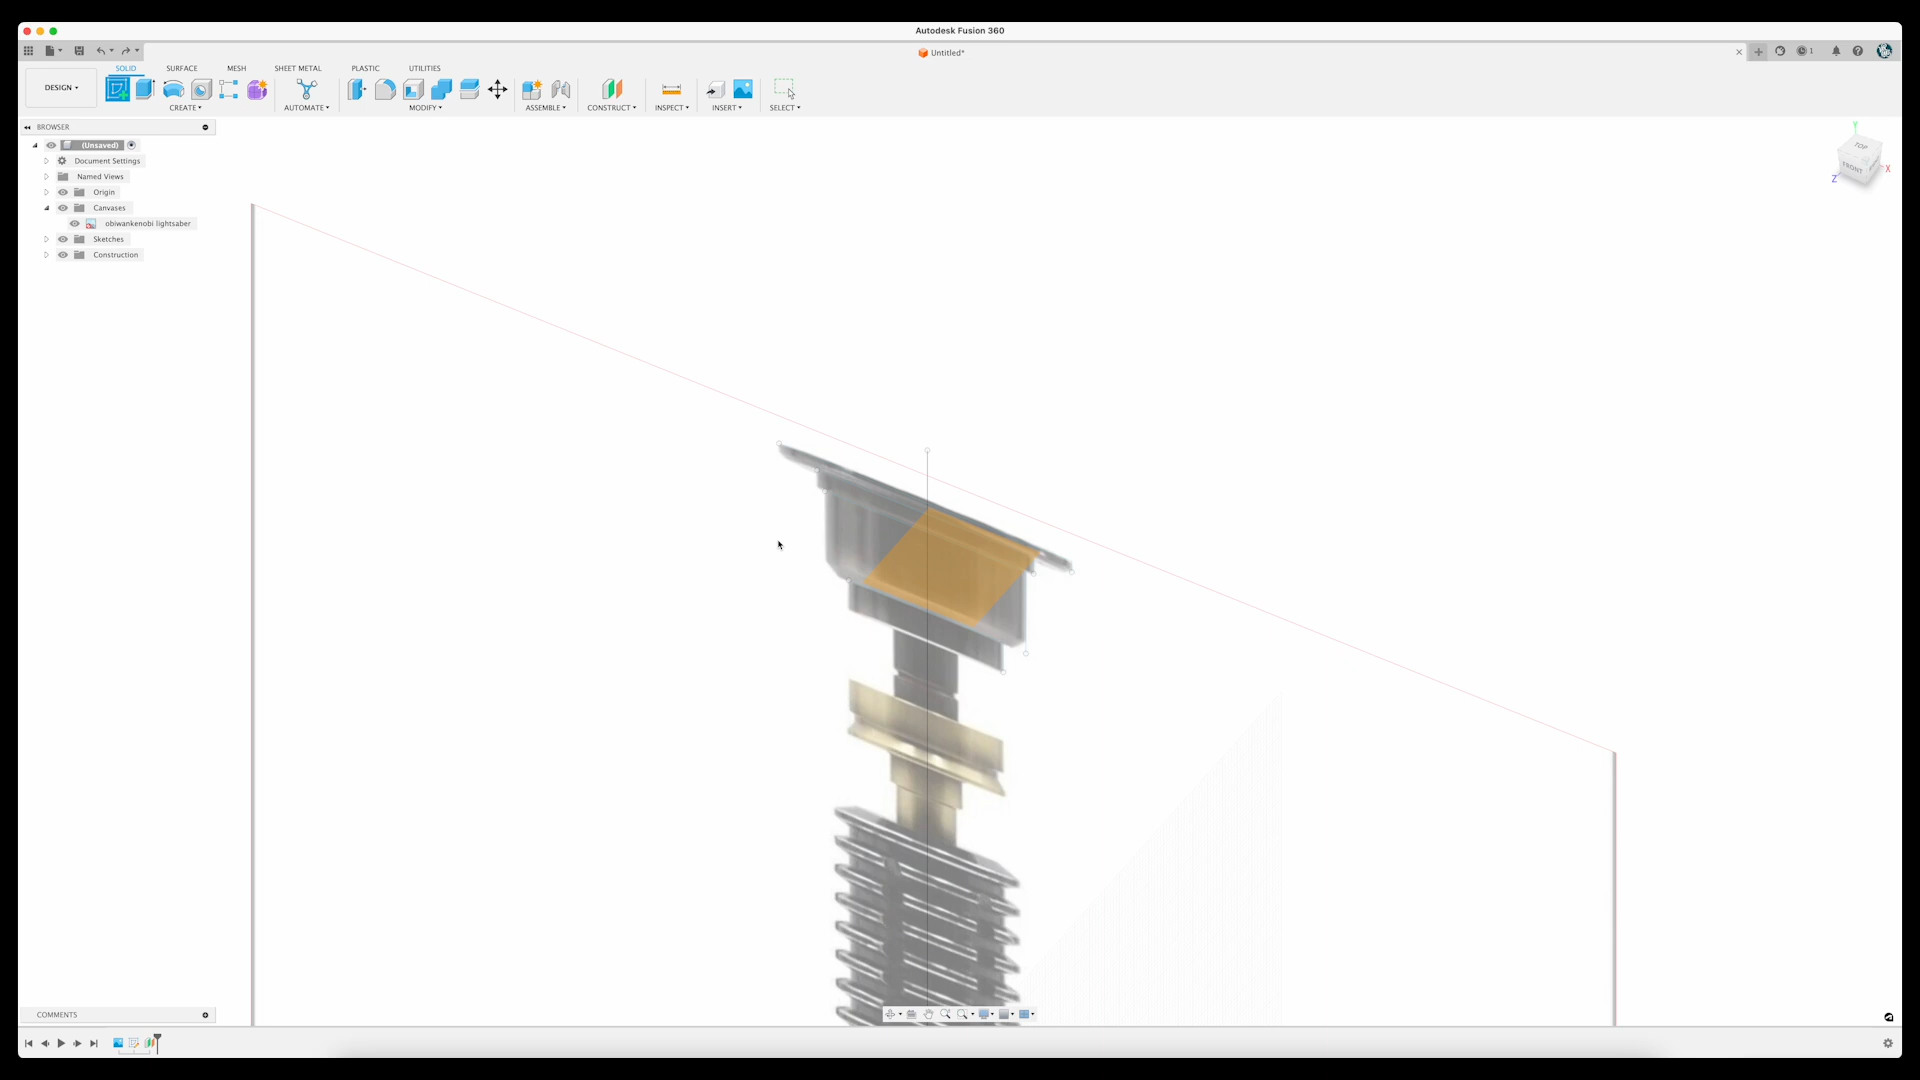 Autodesk Fusion 360
Untitled*
1
SOLID SURFACE MESH SHEET METAL PLASTIC UTILITIES
DESIGN
CREATE AUTOMATE MODIFY ASSEMBLE CONSTRUCT INSPECT INSERT SELECT
BROWSER
(Unsaved)
Document Settings
Named Views
Origin
Canvases
obiwankenobi lightsaber
Sketches
Construction
Y
TOP
FRONT
X
Z
COMMENTS